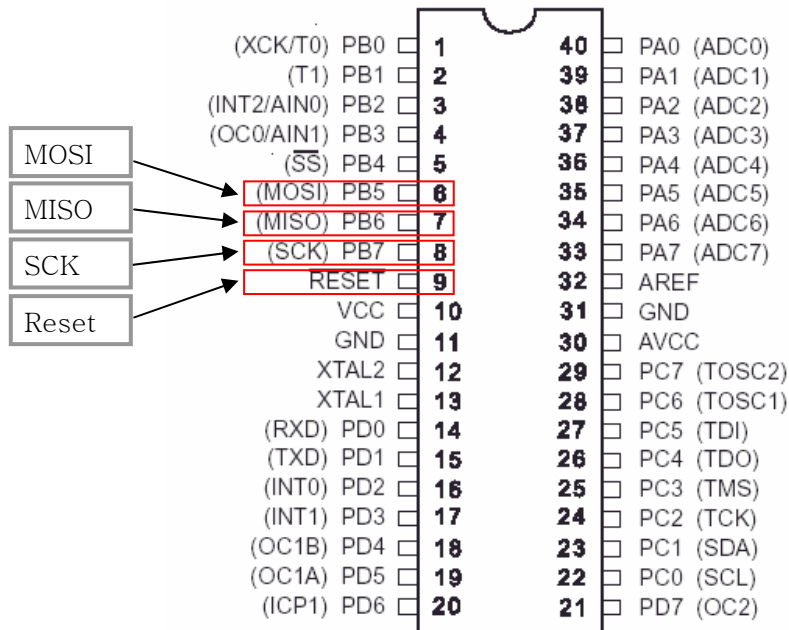 MOSI
MISO
SCK
Reset
(XCK/T0) PB0 1 40 PA0 (ADC0)
(T1) PB1 2 39 PA1 (ADC1)
(INT2/AIN0) PB2 3 38 PA2 (ADC2)
(OC0/AIN1) PB3 4 37 PA3 (ADC3)
(S̅S̅) PB4 5 36 PA4 (ADC4)
(MOSI) PB5 6 35 PA5 (ADC5)
(MISO) PB6 7 34 PA6 (ADC6)
(SCK) PB7 8 33 PA7 (ADC7)
R̅E̅S̅E̅T̅ 9 32 AREF
VCC 10 31 GND
GND 11 30 AVCC
XTAL2 12 29 PC7 (TOSC2)
XTAL1 13 28 PC6 (TOSC1)
(RXD) PD0 14 27 PC5 (TDI)
(TXD) PD1 15 26 PC4 (TDO)
(INT0) PD2 16 25 PC3 (TMS)
(INT1) PD3 17 24 PC2 (TCK)
(OC1B) PD4 18 23 PC1 (SDA)
(OC1A) PD5 19 22 PC0 (SCL)
(ICP1) PD6 20 21 PD7 (OC2)